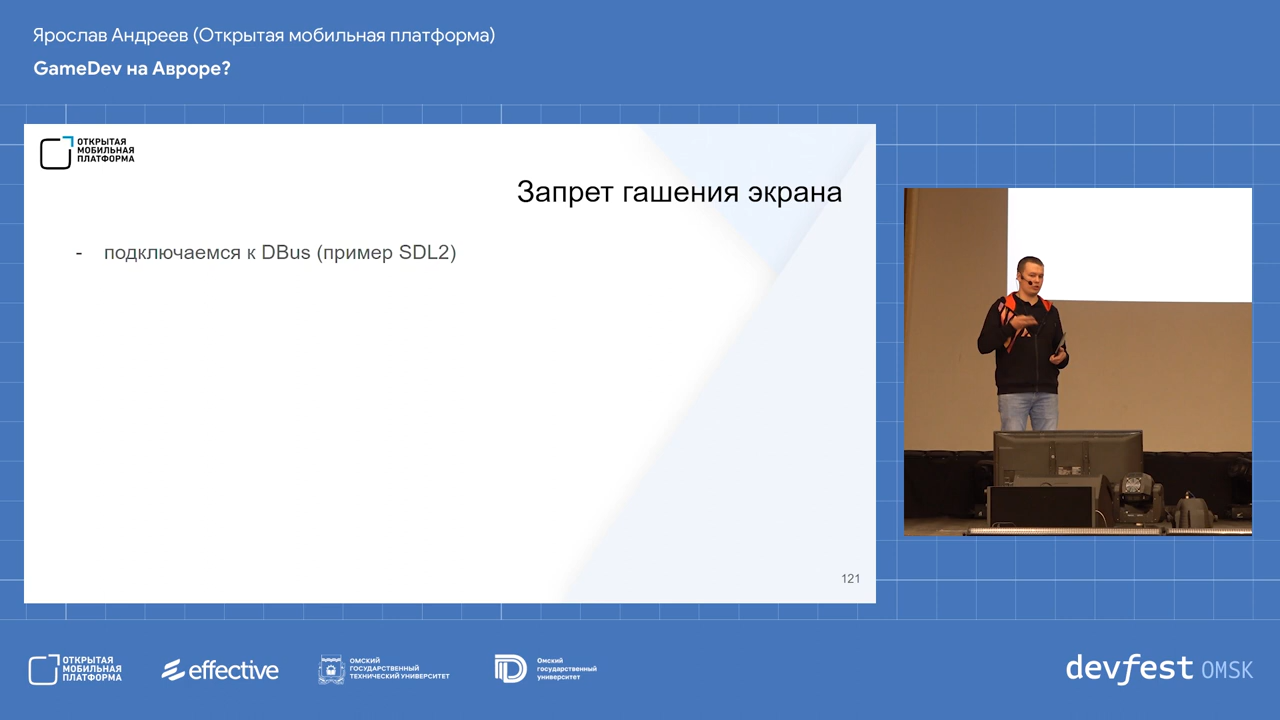 Ярослав Андреев (Открытая мобильная платформа)
GameDev на Авроре?
ОТКРЫТАЯ
МОБИЛЬНАЯ
ПЛАТФОРМА
Запрет гашения экрана
- подключаемся к DBus (пример SDL2)
121
ОТКРЫТАЯ
МОБИЛЬНАЯ
ПЛАТФОРМА
effective
ОМСКИЙ
ГОСУДАРСТВЕННЫЙ
ТЕХНИЧЕСКИЙ УНИВЕРСИТЕТ
Омский
государственный
университет
devfest OMSK